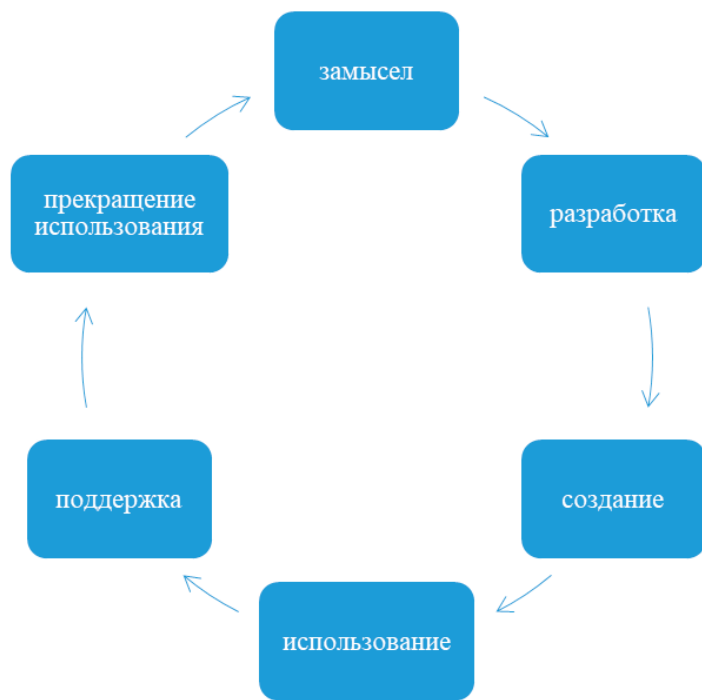 замысел
разработка
создание
использование
поддержка
прекращение
использования